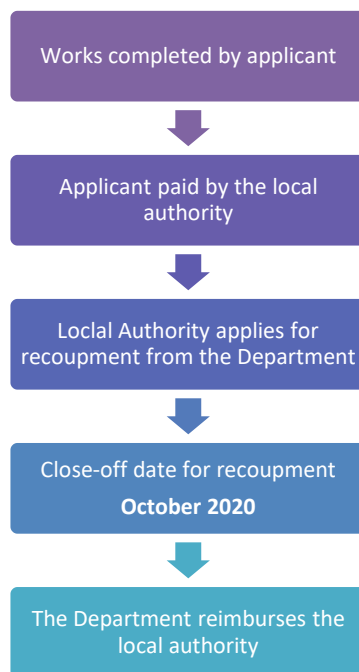 Works completed by applicant
Applicant paid by the local
authority
Loclal Authority applies for
recoupment from the Department
Close-off date for recoupment
October 2020
The Department reimburses the
local authority